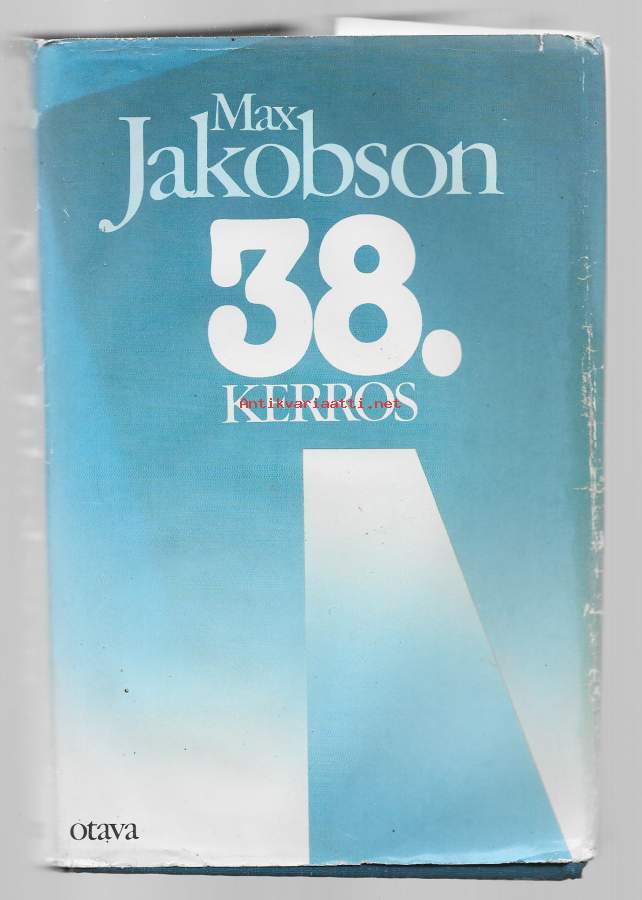 Max
Jakobson
38.
KERROS
Antikvariaatti.net
otava